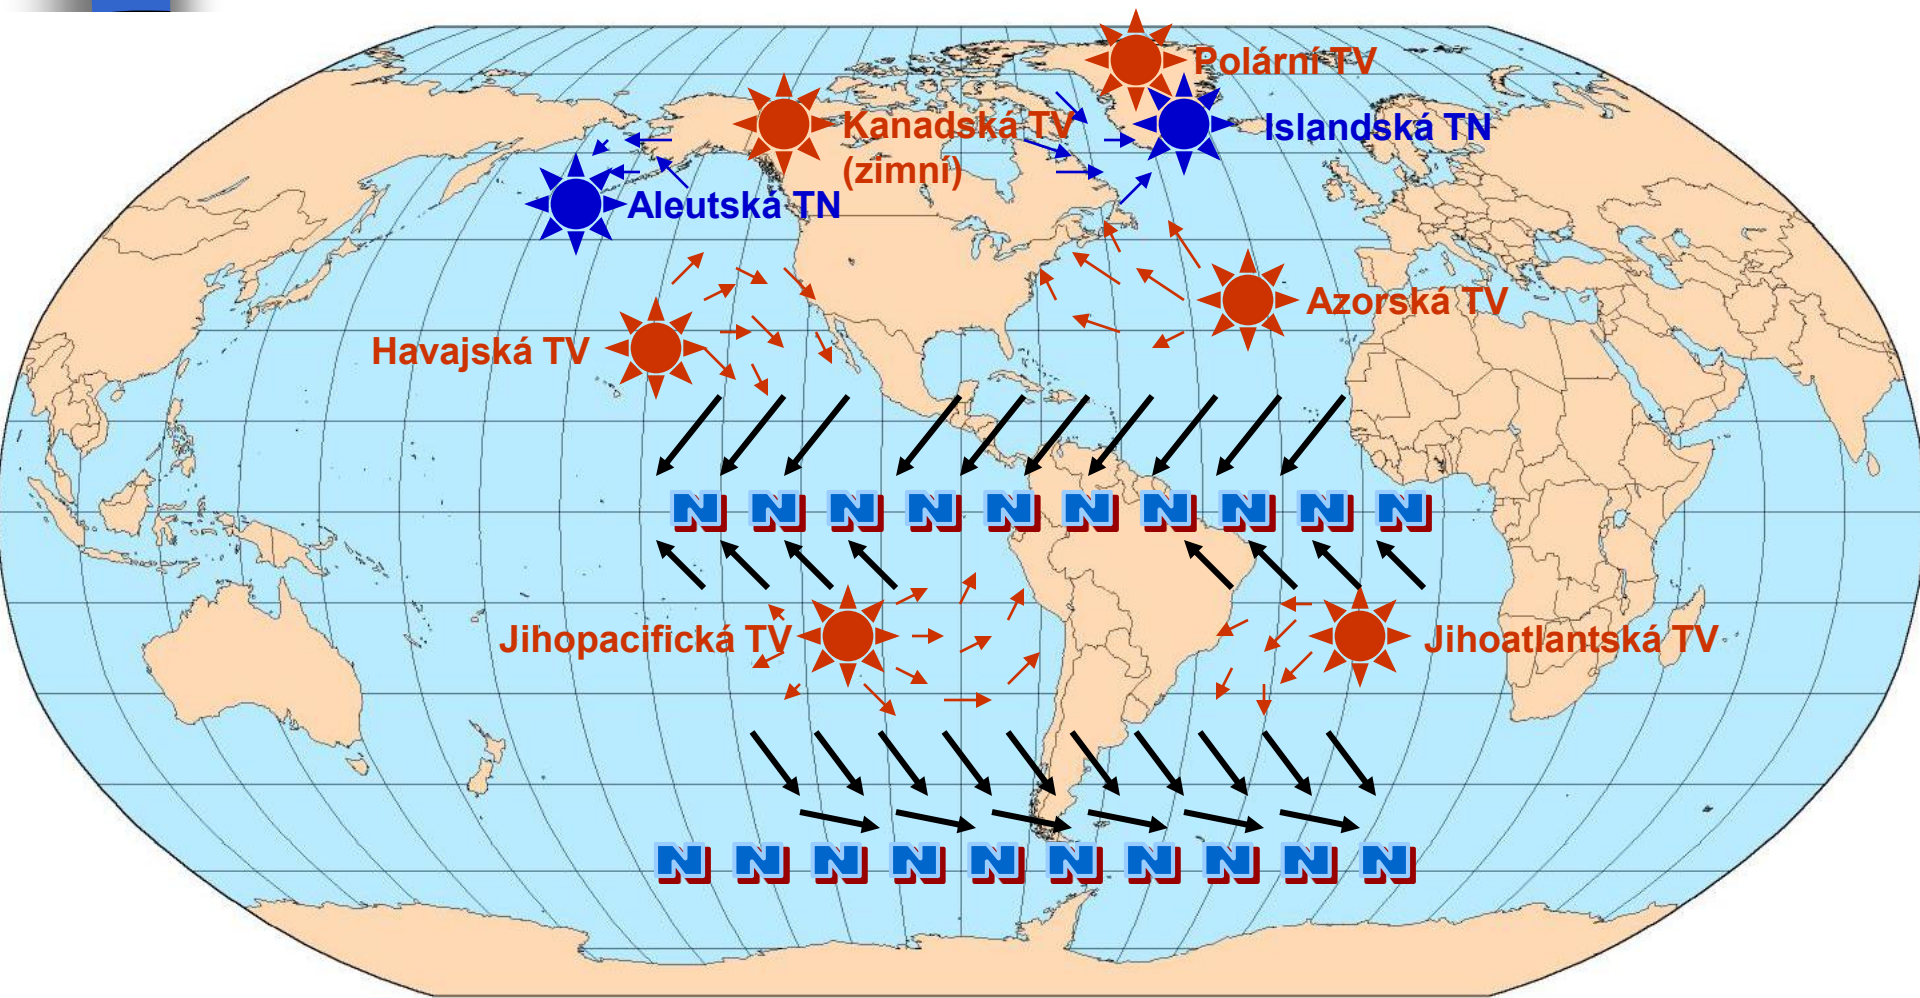 Polární TV
Kanadská TV
(zimní)
Islandská TN
Aleutská TN
Azorská TV
Havajská TV
N N N N N N N N N N
Jihopacifická TV
Jihoatlantská TV
N N N N N N N N N N